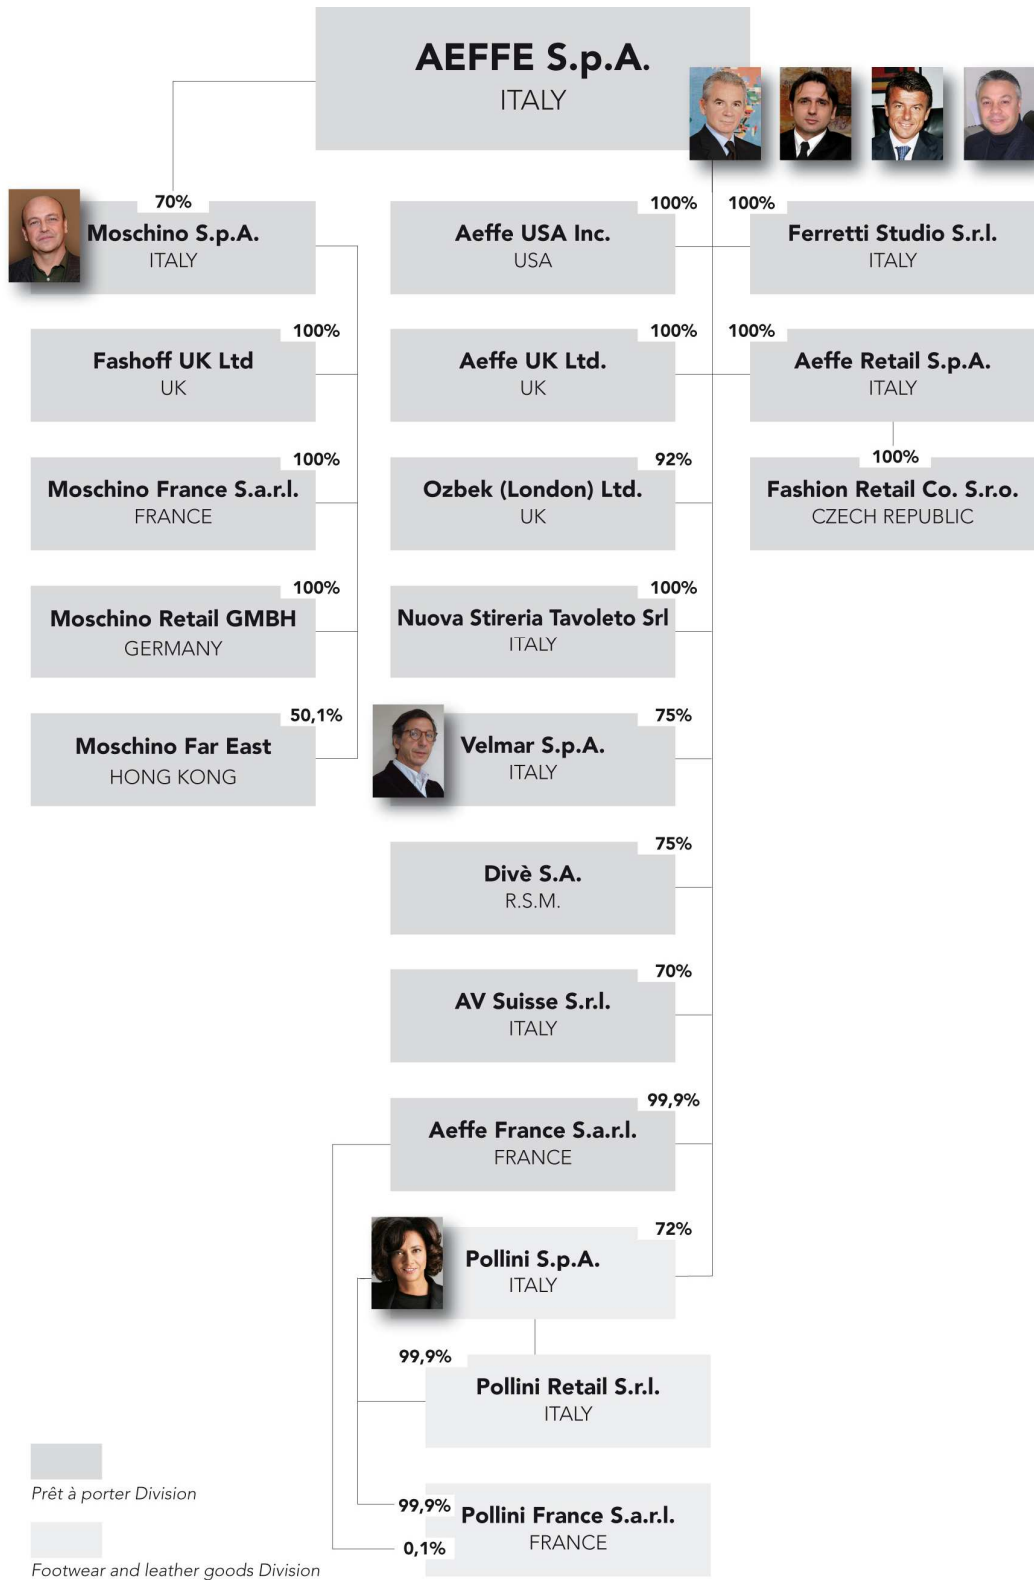 AEFFE S.p.A.
ITALY
70%
Moschino S.p.A.
ITALY
100%
Fashoff UK Ltd
UK
100%
Moschino France S.a.r.l.
FRANCE
100%
Moschino Retail GMBH
GERMANY
50,1%
Moschino Far East
HONG KONG
100%
Aeffe USA Inc.
USA
100%
Aeffe UK Ltd.
UK
92%
Ozbek (London) Ltd.
UK
100%
Nuova Stireria Tavoleto Srl
ITALY
75%
Velmar S.p.A.
ITALY
75%
Divè S.A.
R.S.M.
70%
AV Suisse S.r.l.
ITALY
99,9%
Aeffe France S.a.r.l.
FRANCE
72%
Pollini S.p.A.
ITALY
99,9%
Pollini Retail S.r.l.
ITALY
99,9%
Pollini France S.a.r.l.
FRANCE
0,1%
100%
Ferretti Studio S.r.l.
ITALY
100%
Aeffe Retail S.p.A.
ITALY
100%
Fashion Retail Co. S.r.o.
CZECH REPUBLIC
Prêt à porter Division
Footwear and leather goods Division